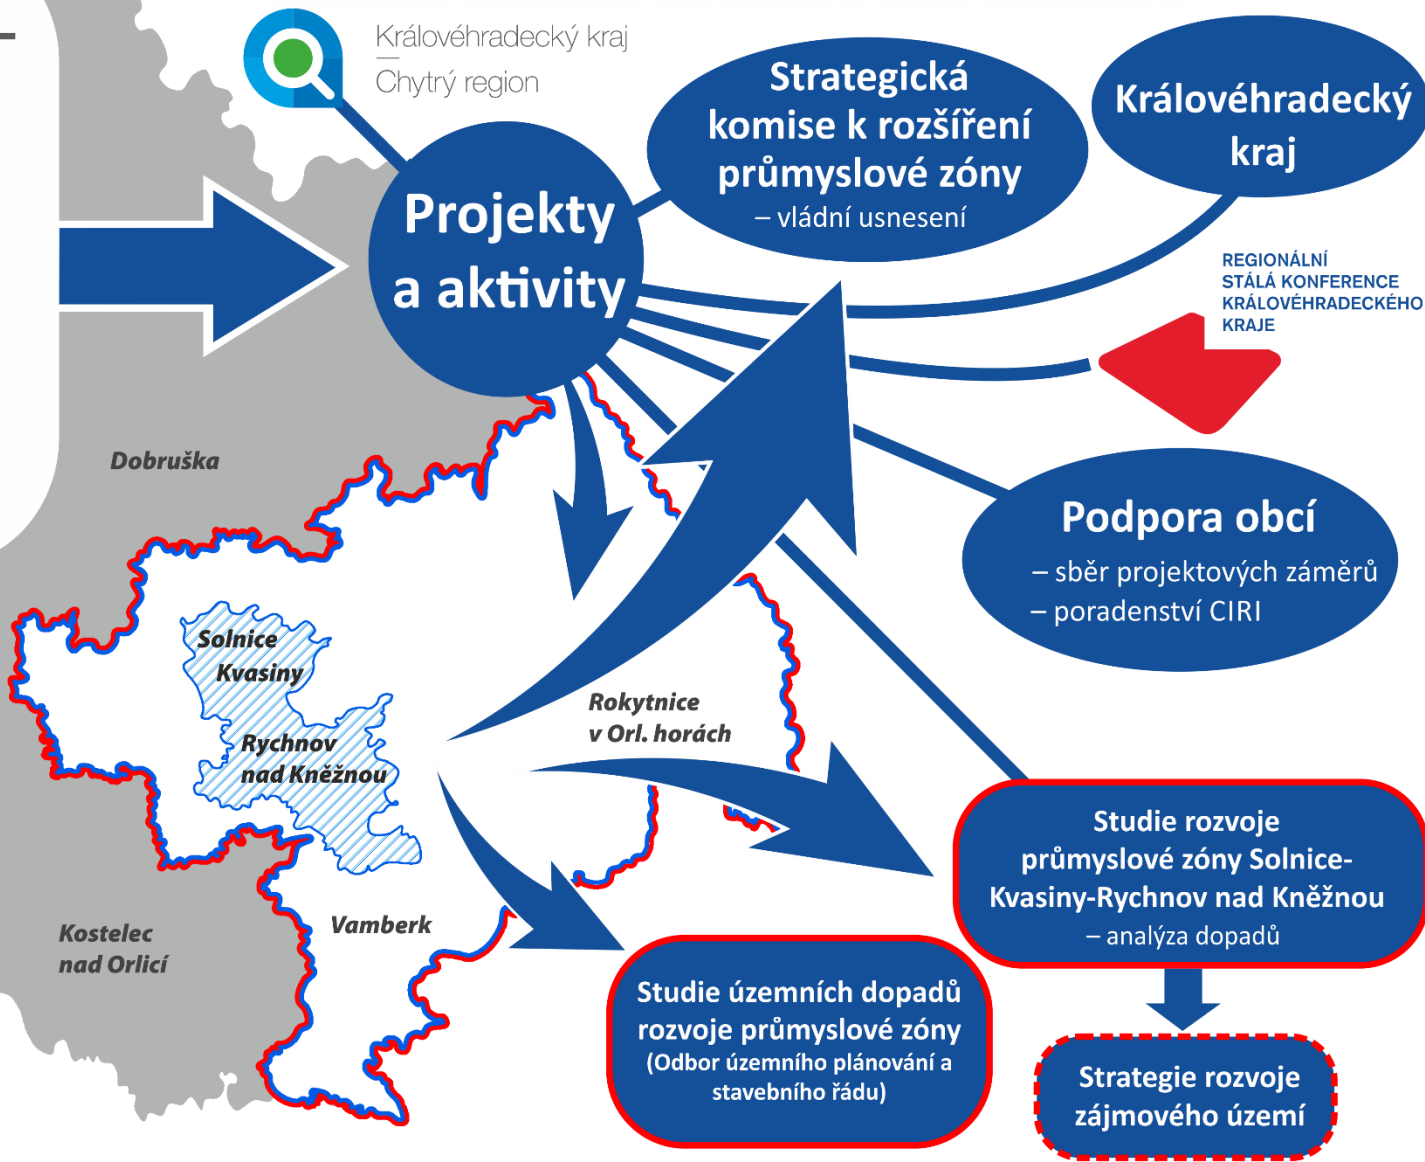 Královéhradecký kraj
Chytrý region
Strategická
komise k rozšíření
průmyslové zóny
– vládní usnesení
Královéhradecký
kraj
Projekty
a aktivity
REGIONÁLNÍ
STÁLÁ KONFERENCE
KRÁLOVÉHRADECKÉHO
KRAJE
Dobruška
Podpora obcí
– sběr projektových záměrů
– poradenství CIRI
Solnice
Kvasiny
Rychnov
nad Kněžnou
Rokytnice
v Orl. horách
Vamberk
Kostelec
nad Orlicí
Studie rozvoje
průmyslové zóny Solnice-
Kvasiny-Rychnov nad Kněžnou
– analýza dopadů
Studie územních dopadů
rozvoje průmyslové zóny
(Odbor územního plánování a
stavebního řádu)
Strategie rozvoje
zájmového území